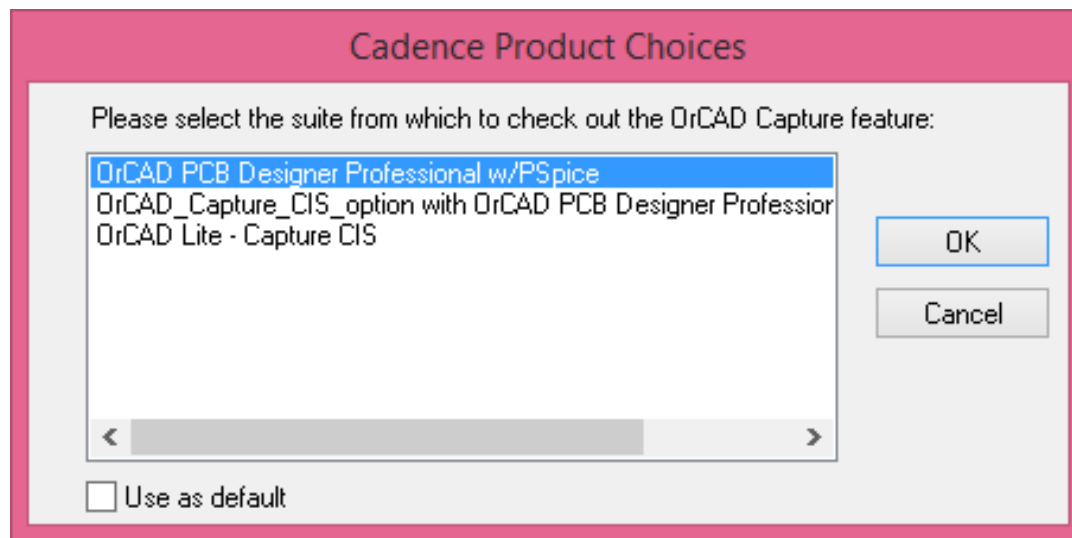 Cadence Product Choices
Please select the suite from which to check out the OrCAD Capture feature:
OrCAD PCB Designer Professional w/PSpice
OrCAD_Capture_CIS_option with OrCAD PCB Designer Professior
OrCAD Lite - Capture CIS
OK
Cancel
Use as default